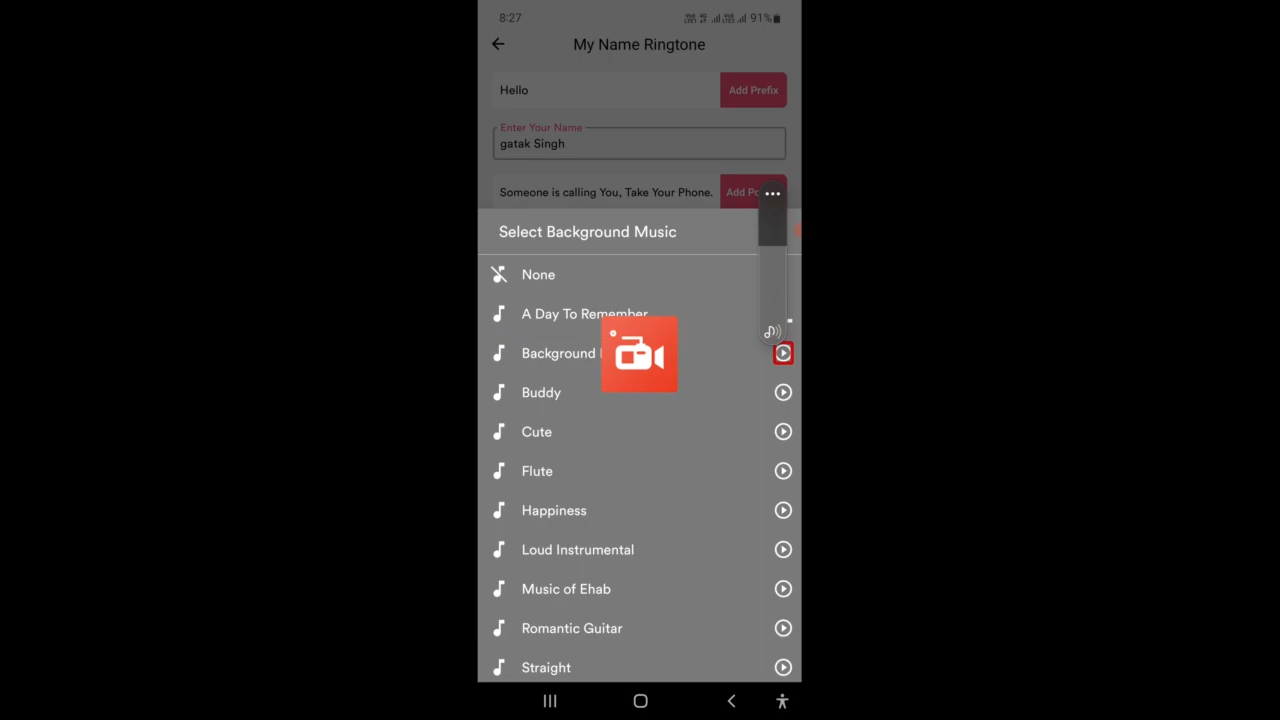 8:27
91%
My Name Ringtone
Hello
Add Prefix
Enter Your Name
gatak Singh
Someone is calling You, Take Your Phone.
Add
Select Background Music
None
A Day To Remember
Background
Buddy
Cute
Flute
Happiness
Loud Instrumental
Music of Ehab
Romantic Guitar
Straight